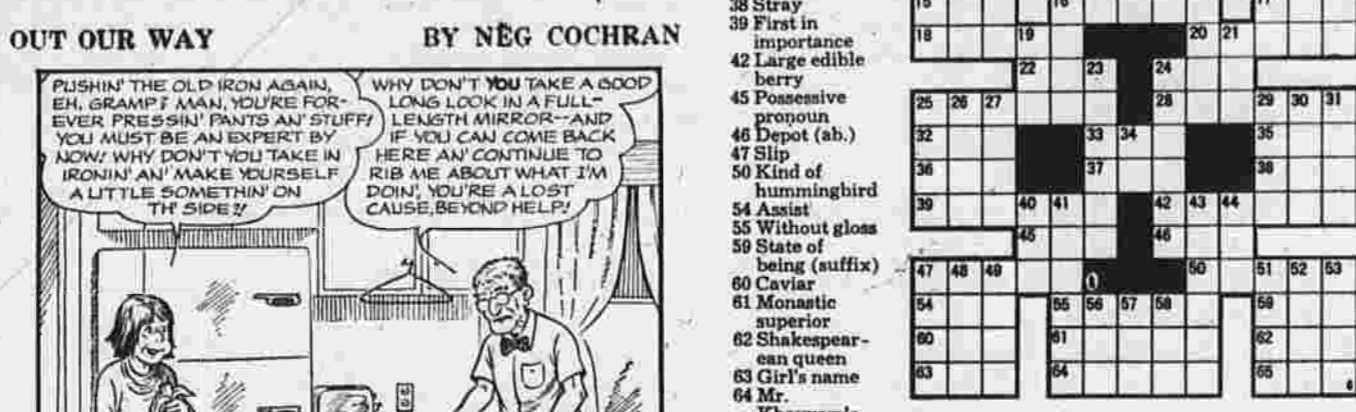 OUT OUR WAY
BY NEG COCHRAN
PUSHIN' THE OLD IRON AGAIN,
EH, GRAMP? MAN, YOU'RE FOR-
EVER PRESSIN' PANTS AN' STUFF!
YOU MUST BE AN EXPERT BY
NOW! WHY DON'T YOU TAKE IN
IRONIN' AN' MAKE YOURSELF
A LITTLE SOMETHIN' ON
TH' SIDE!!
WHY DON'T YOU TAKE A GOOD
LONG LOOK IN A FULL-
LENGTH MIRROR--AND
IF YOU CAN COME BACK
HERE AN' CONTINUE TO
RIB ME ABOUT WHAT I'M
DOIN', YOU'RE A LOST
CAUSE, BEYOND HELP!
38 Stray
39 First in
importance
42 Large edible
berry
45 Possessive
pronoun
46 Depot (ab.)
47 Slip
50 Kind of
hummingbird
54 Assist
55 Without gloss
59 State of
being (suffix)
60 Caviar
61 Monastic
superior
62 Shakespear-
ean queen
63 Girl's name
64 Mr.
15 16 17
18 19 20 21
22 23 24
25 26 27 28 29 30 31
32 33 34 35
36 37 38
39 40 41 42 43 44
45 46
47 48 49 50 51 52 53
54 55 56 57 58 59
60 61 62
63 64 65